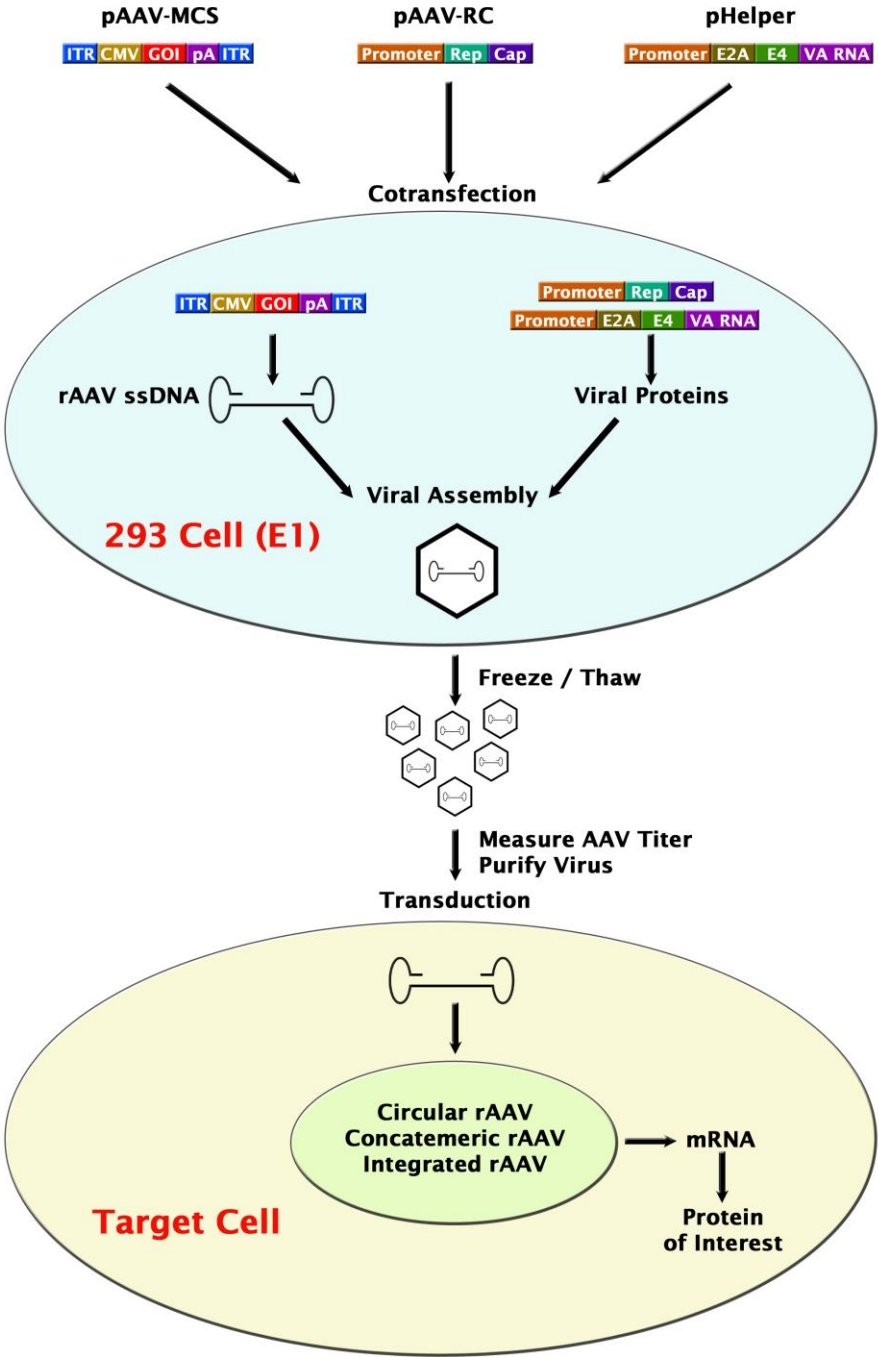 pAAV-MCS
pAAV-RC
pHelper
ITR CMV GOI pA ITR
Promoter Rep Cap
Promoter E2A E4 VA RNA
Cotransfection
ITR CMV GOI pA ITR
Promoter Rep Cap
Promoter E2A E4 VA RNA
rAAV ssDNA
Viral Proteins
Viral Assembly
293 Cell (E1)
Freeze / Thaw
Measure AAV Titer
Purify Virus
Transduction
Circular rAAV
Concatemeric rAAV
Integrated rAAV
mRNA
Target Cell
Protein
of Interest